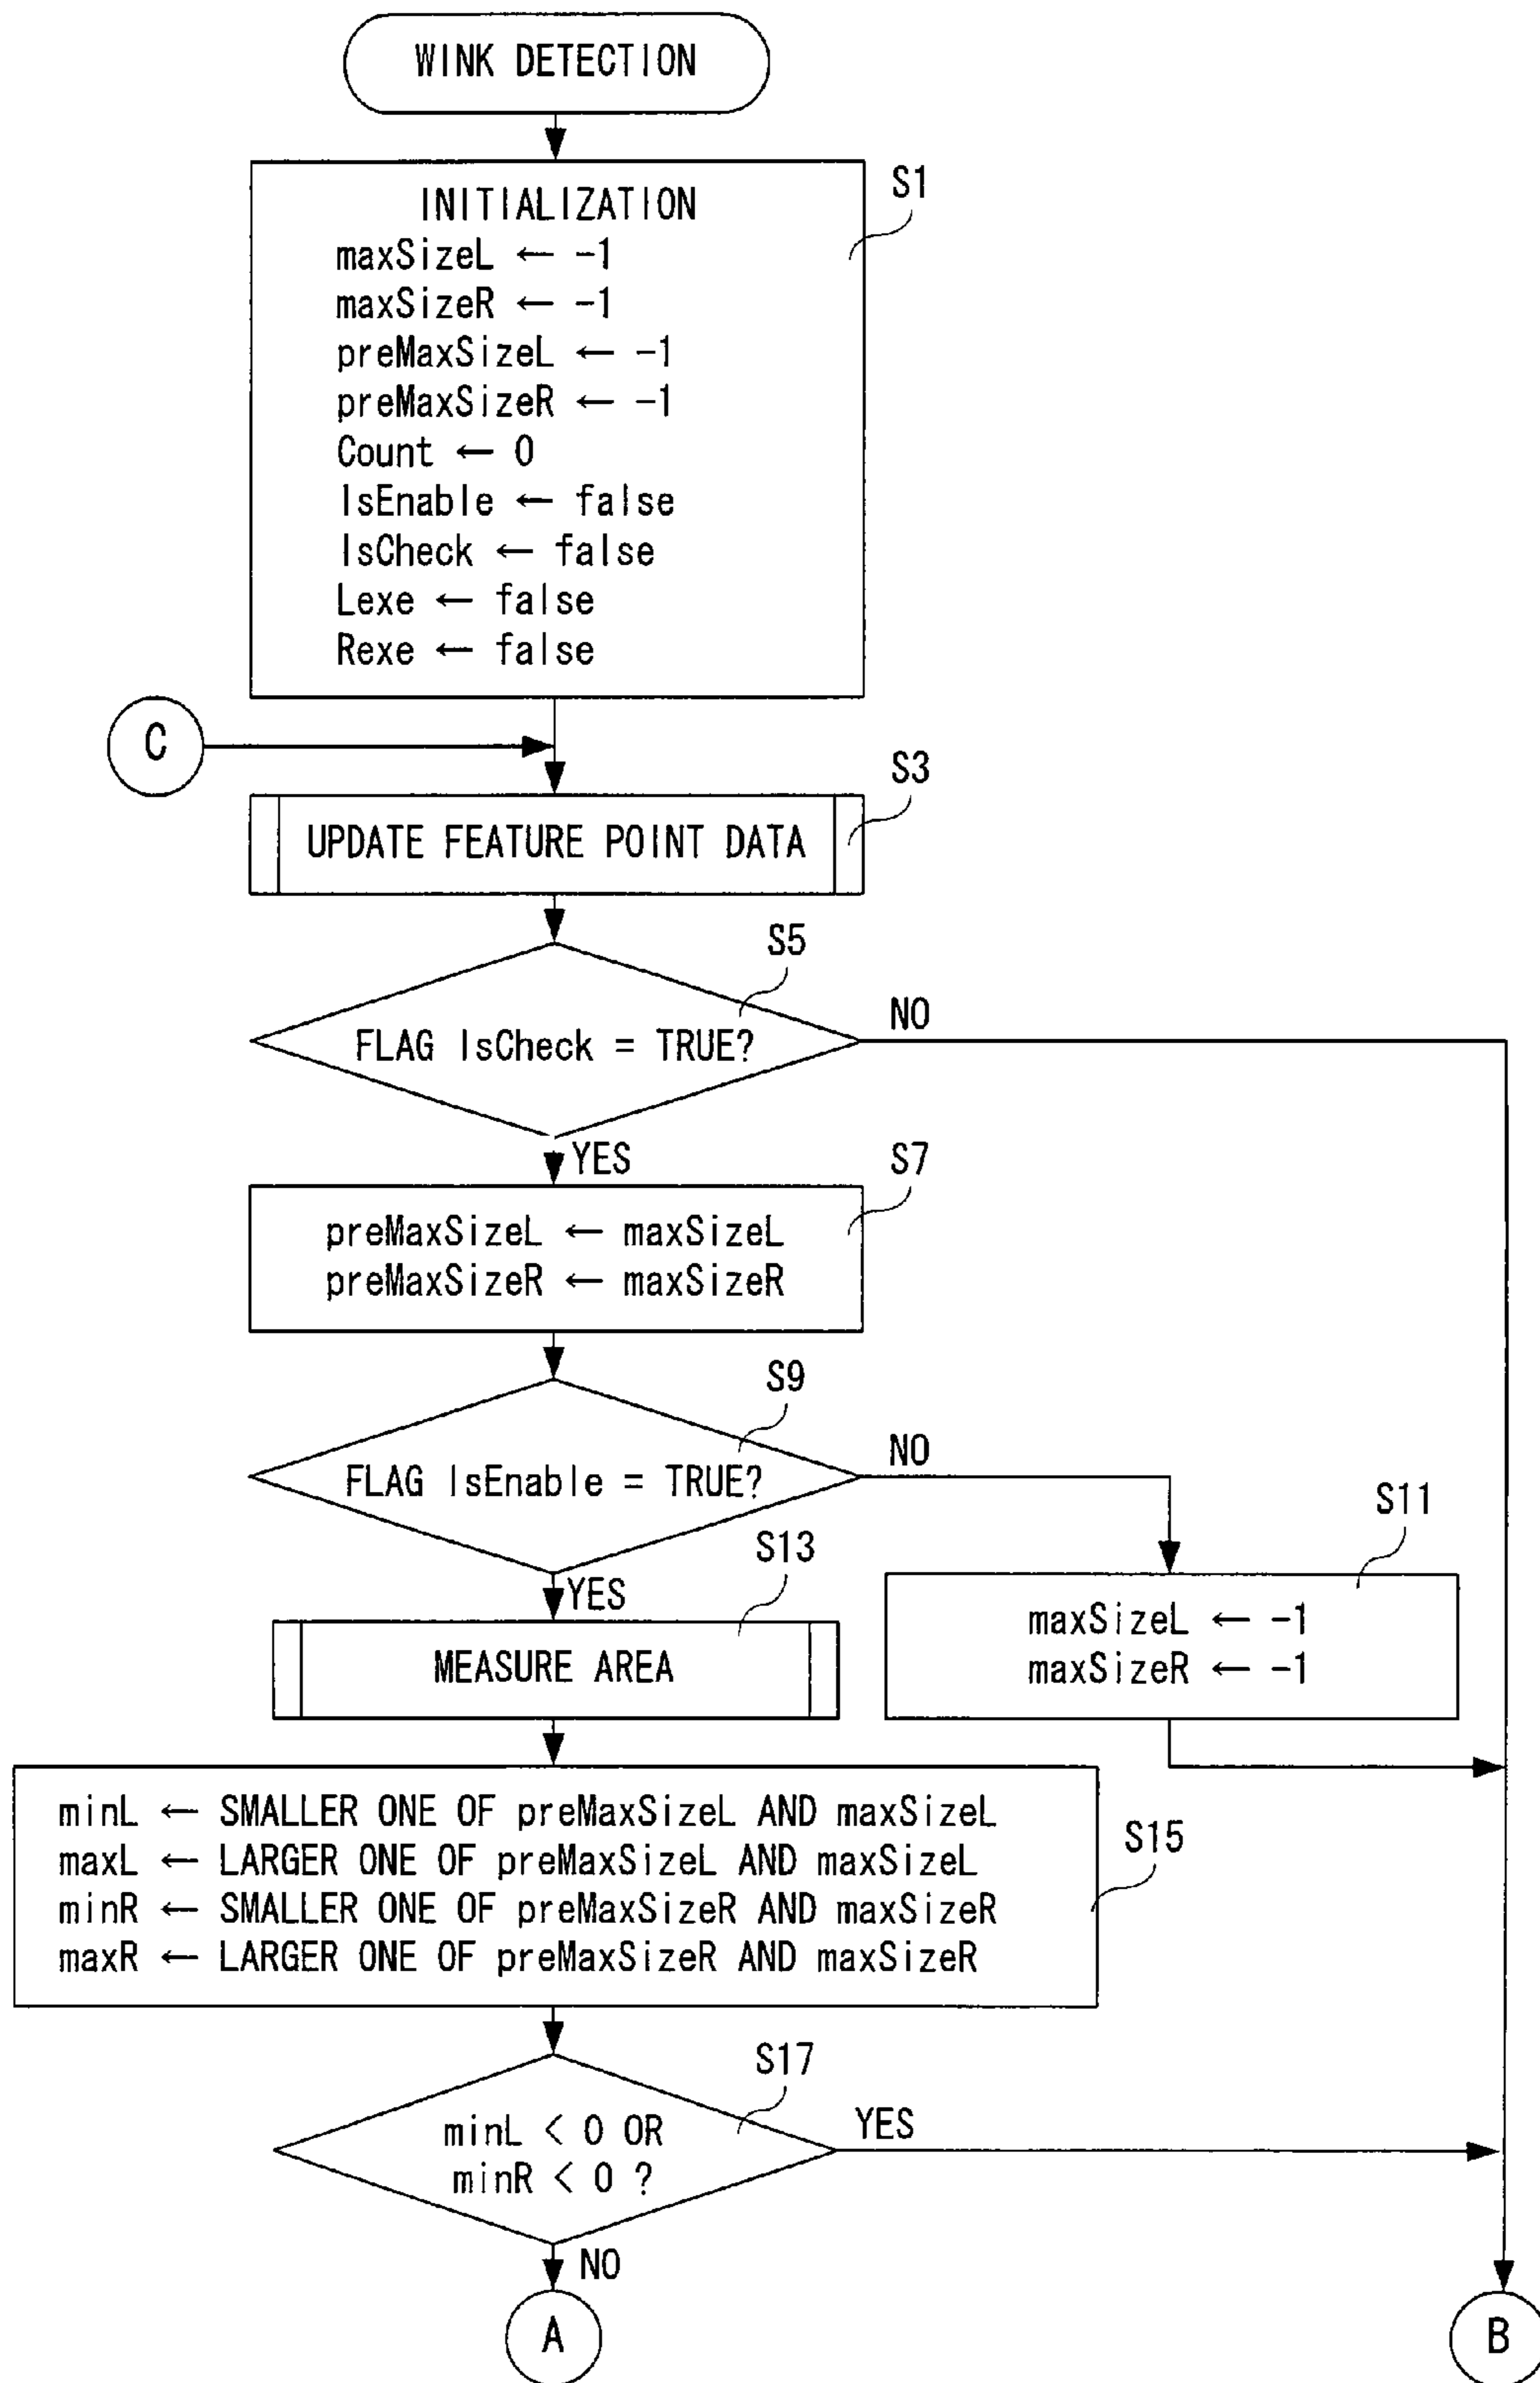 WINK DETECTION
S1
INITIALIZATION
maxSizeL ← -1
maxSizeR ← -1
preMaxSizeL ← -1
preMaxSizeR ← -1
Count ← 0
IsEnable ← false
IsCheck ← false
Lexe ← false
Rexe ← false
C
S3
UPDATE FEATURE POINT DATA
S5
FLAG IsCheck = TRUE?
NO
YES
S7
preMaxSizeL ← maxSizeL
preMaxSizeR ← maxSizeR
S9
FLAG IsEnable = TRUE?
NO
S11
maxSizeL ← -1
maxSizeR ← -1
YES
S13
MEASURE AREA
S15
minL ← SMALLER ONE OF preMaxSizeL AND maxSizeL
maxL ← LARGER ONE OF preMaxSizeL AND maxSizeL
minR ← SMALLER ONE OF preMaxSizeR AND maxSizeR
maxR ← LARGER ONE OF preMaxSizeR AND maxSizeR
S17
minL < 0 OR
minR < 0 ?
YES
NO
A
B